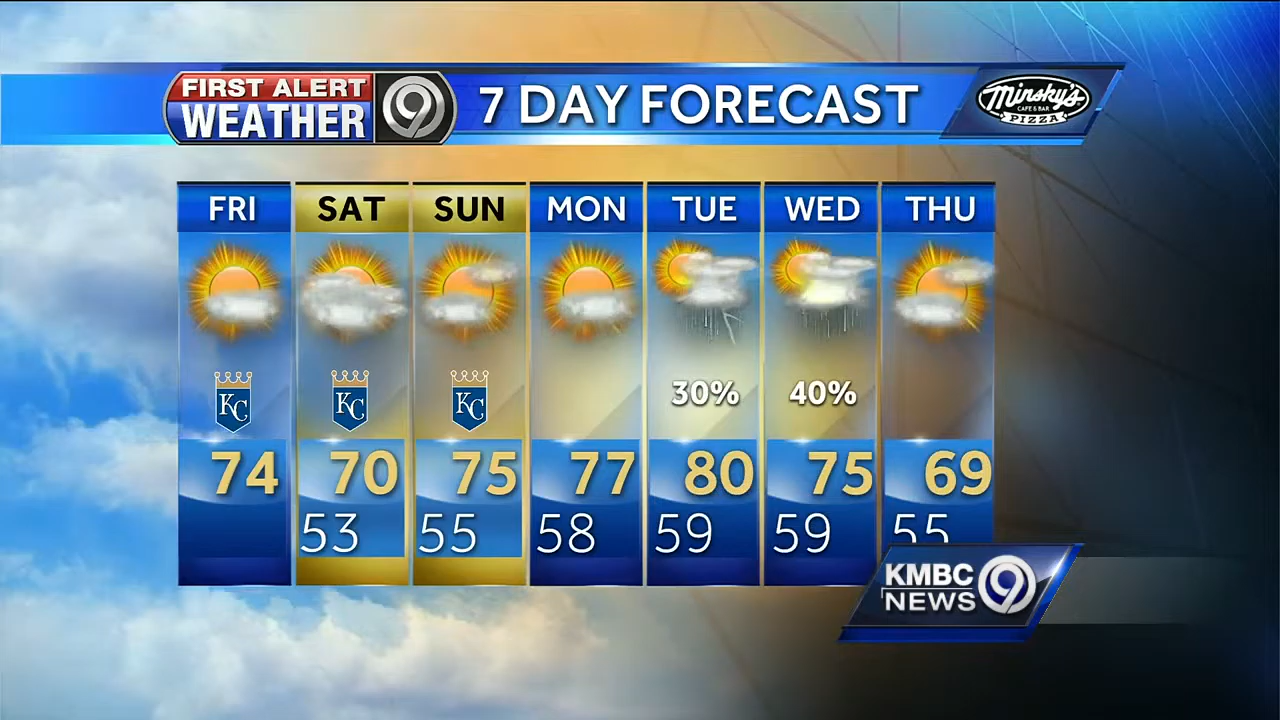 FIRST ALERT
WEATHER
9
7 DAY FORECAST
Minsky's
CAFE & BAR
PIZZA
FRI SAT SUN MON TUE WED THU
KC KC KC
30% 40%
74 70 75 77 80 75 69
53 55 58 59 59 55
KMBC
NEWS
9